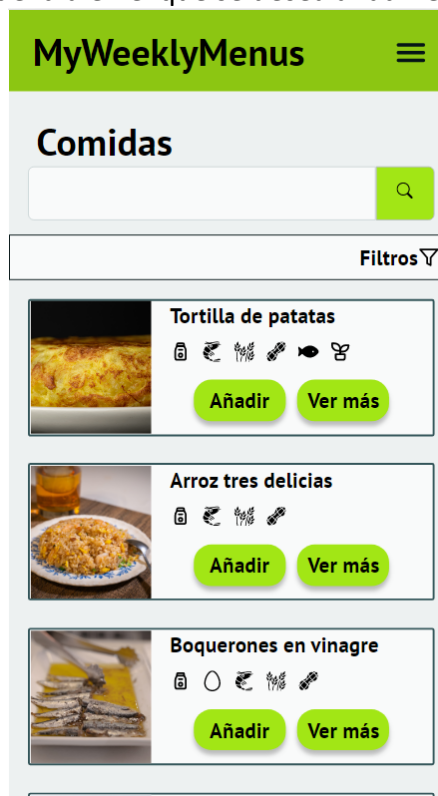 MyWeeklyMenus
Comidas
Filtros
Tortilla de patatas
Añadir Ver más
Arroz tres delicias
Añadir Ver más
Boquerones en vinagre
Añadir Ver más